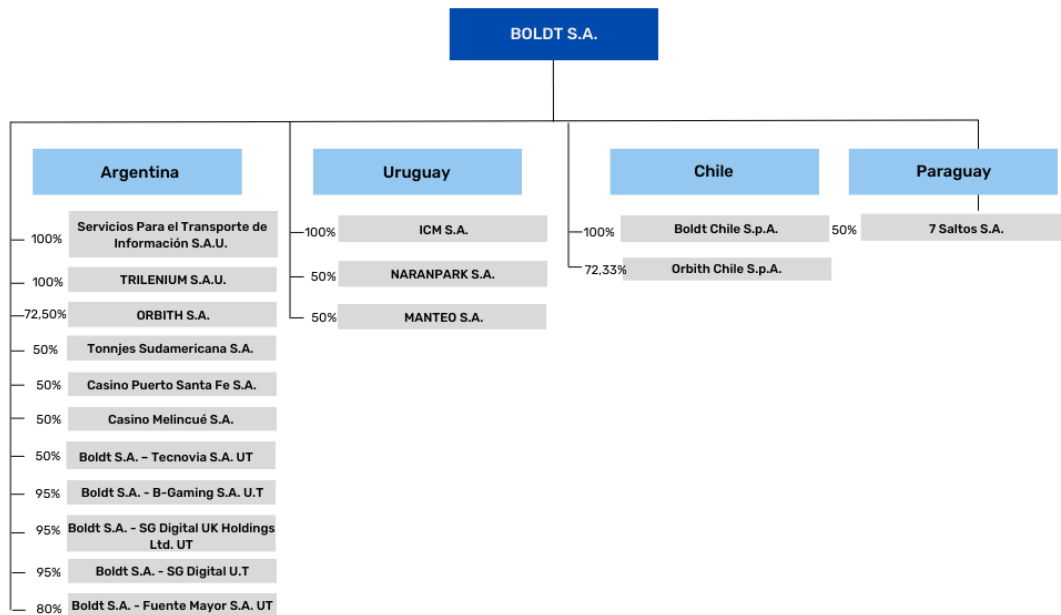 BOLDT S.A.
Argentina
100%
Servicios Para el Transporte de
Información S.A.U.
100%
TRILENIUM S.A.U.
72,50%
ORBITH S.A.
50%
Tonnjes Sudamericana S.A.
50%
Casino Puerto Santa Fe S.A.
50%
Casino Melincué S.A.
50%
Boldt S.A. – Tecnovia S.A. UT
95%
Boldt S.A. - B-Gaming S.A. U.T
95%
Boldt S.A. - SG Digital UK Holdings
Ltd. UT
95%
Boldt S.A. - SG Digital U.T
80%
Boldt S.A. - Fuente Mayor S.A. UT
Uruguay
100%
ICM S.A.
50%
NARANPARK S.A.
50%
MANTEO S.A.
Chile
100%
Boldt Chile S.p.A.
72,33%
Orbith Chile S.p.A.
Paraguay
50%
7 Saltos S.A.